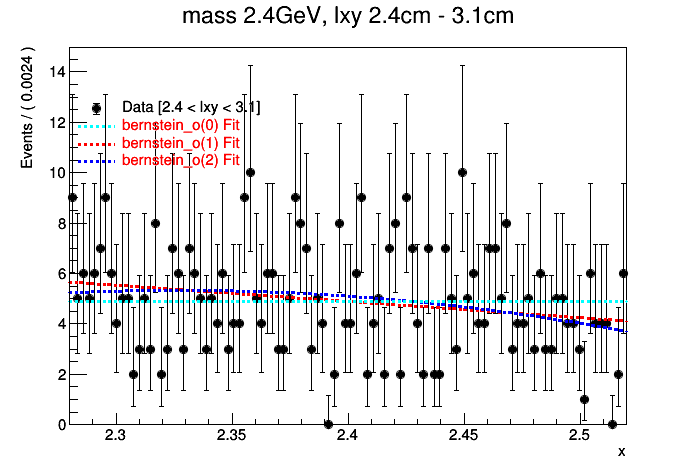 mass 2.4GeV, lxy 2.4cm - 3.1cm
Events / ( 0.0024 )
14
12
10
8
6
4
2
0
Data [2.4 < lxy < 3.1]
bernstein_o(0) Fit
bernstein_o(1) Fit
bernstein_o(2) Fit
2.3
2.35
2.4
2.45
2.5
x